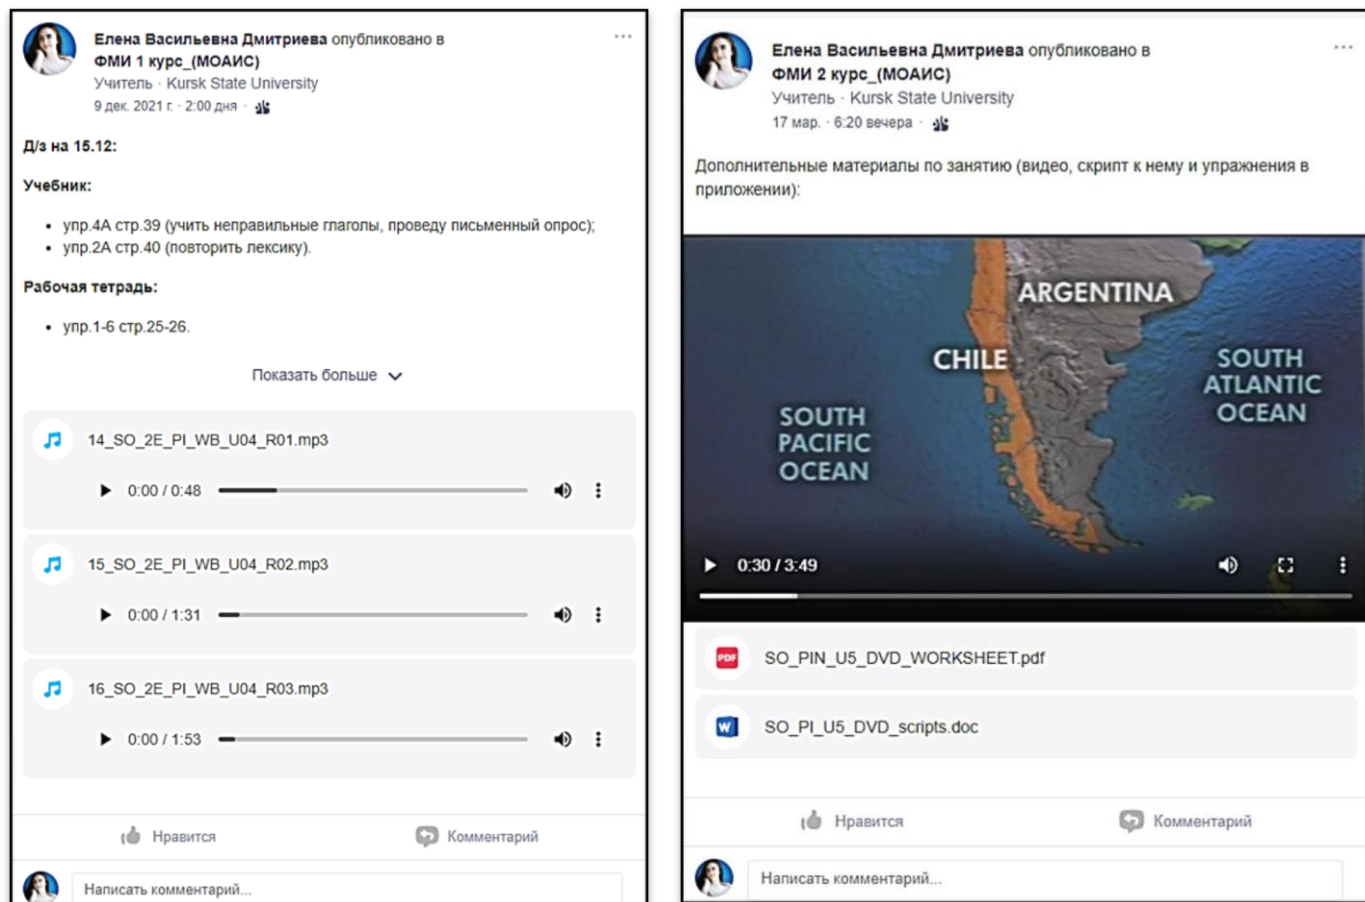 Елена Васильевна Дмитриева опубликовано в
ФМИ 1 курс_(МОАИС)
Учитель · Kursk State University
9 дек. 2021 г. · 2:00 дня ·
Д/з на 15.12:
Учебник:
• упр.4А стр.39 (учить неправильные глаголы, проведу письменный опрос);
• упр.2А стр.40 (повторить лексику).
Рабочая тетрадь:
• упр.1-6 стр.25-26.
Показать больше
14_SO_2E_PI_WB_U04_R01.mp3
0:00 / 0:48
15_SO_2E_PI_WB_U04_R02.mp3
0:00 / 1:31
16_SO_2E_PI_WB_U04_R03.mp3
0:00 / 1:53
Нравится
Комментарий
Написать комментарий...
Елена Васильевна Дмитриева опубликовано в
ФМИ 2 курс_(МОАИС)
Учитель · Kursk State University
17 мар. · 6:20 вечера ·
Дополнительные материалы по занятию (видео, скрипт к нему и упражнения в
приложении):
ARGENTINA
CHILE
SOUTH
ATLANTIC
OCEAN
SOUTH
PACIFIC
OCEAN
0:30 / 3:49
PDF
SO_PIN_U5_DVD_WORKSHEET.pdf
W
SO_PI_U5_DVD_scripts.doc
Нравится
Комментарий
Написать комментарий...